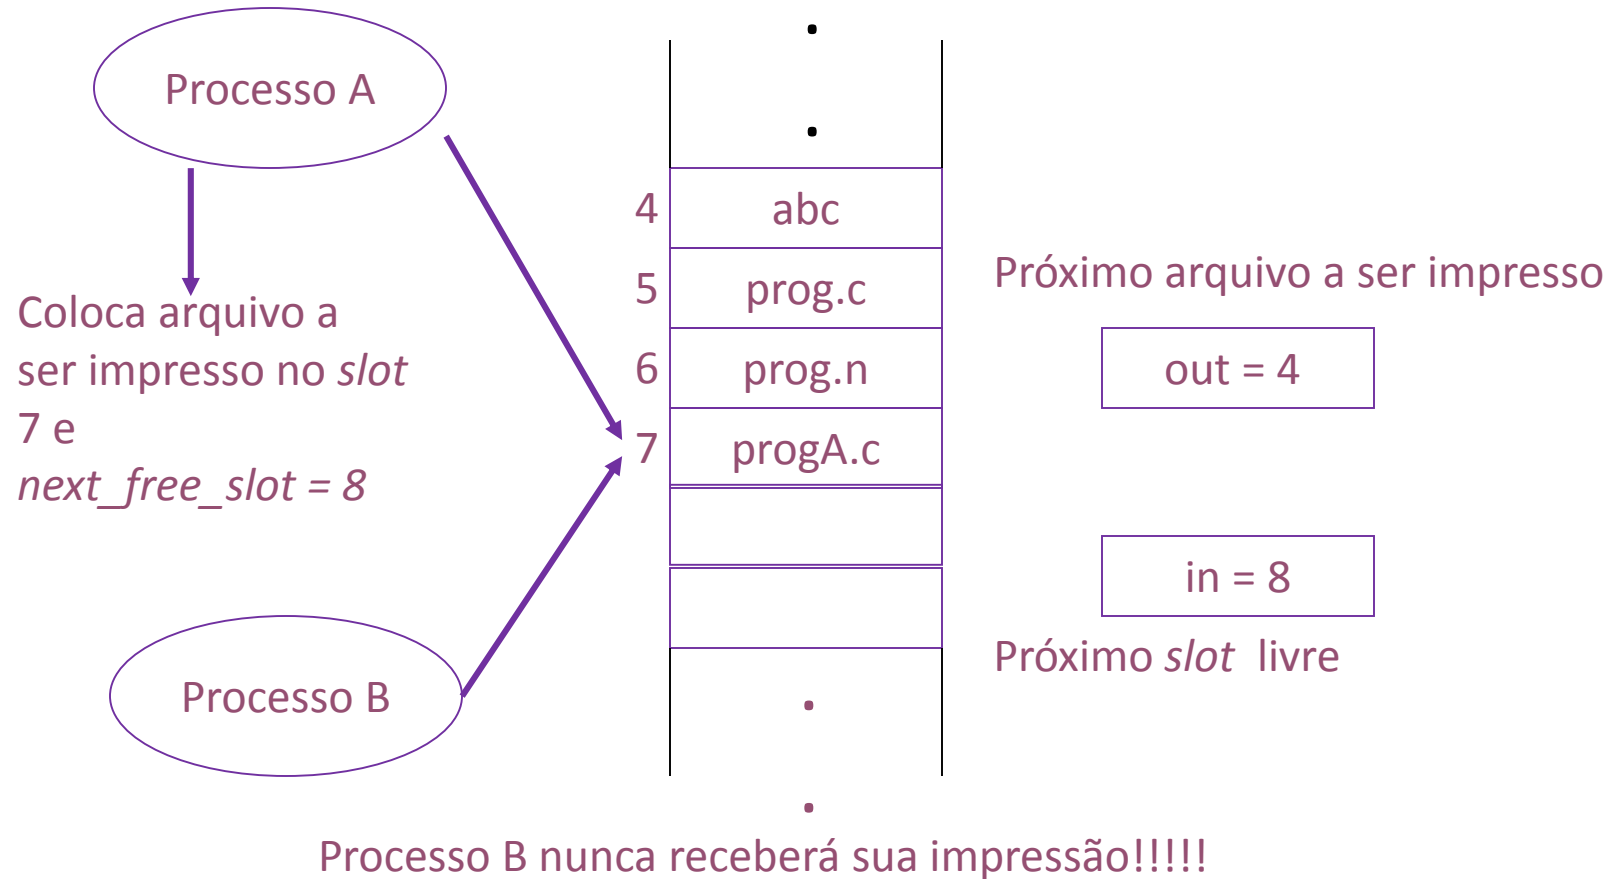 Processo A
Coloca arquivo a
ser impresso no slot
7 e
next_free_slot = 8
Processo B
4 abc
5 prog.c
6 prog.n
7 progA.c
Próximo arquivo a ser impresso
out = 4
in = 8
Próximo slot livre
Processo B nunca receberá sua impressão!!!!!